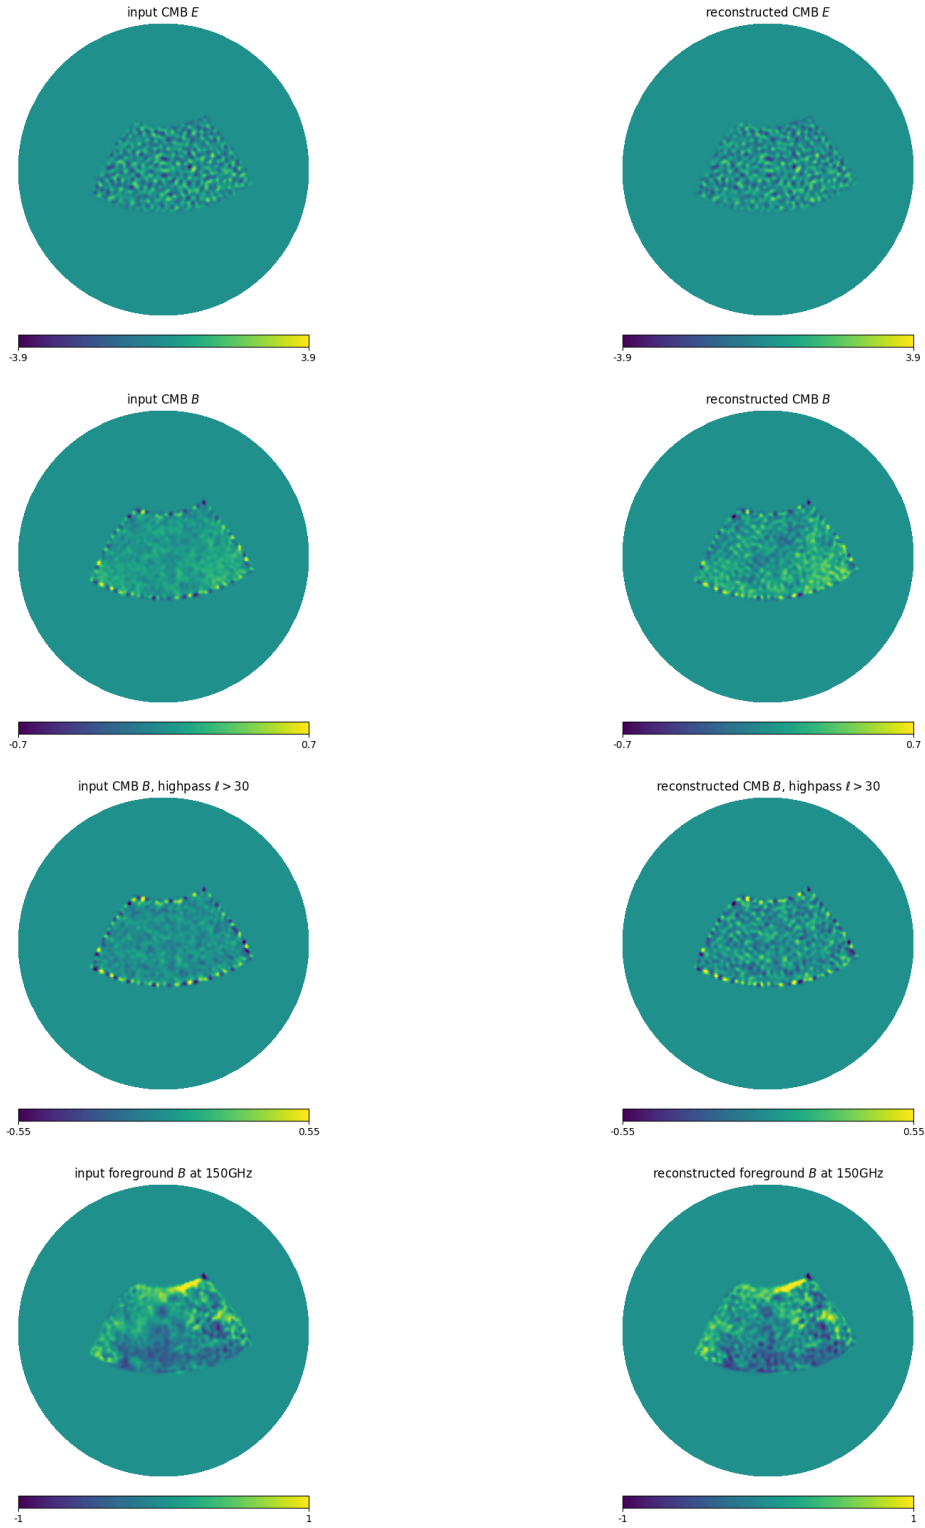 input CMB E
reconstructed CMB E
-3.9 3.9
-3.9 3.9
input CMB B
reconstructed CMB B
-0.7 0.7
-0.7 0.7
input CMB B, highpass ℓ > 30
reconstructed CMB B, highpass ℓ > 30
-0.55 0.55
-0.55 0.55
input foreground B at 150GHz
reconstructed foreground B at 150GHz
-1 1
-1 1